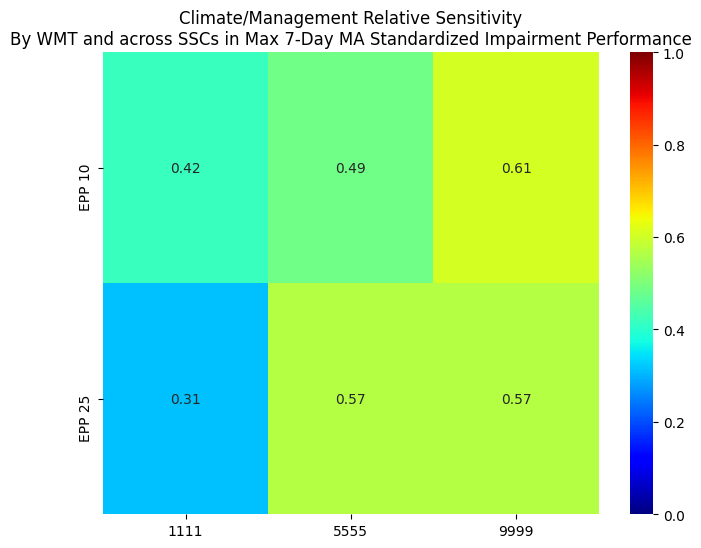 Climate/Management Relative Sensitivity
By WMT and across SSCs in Max 7-Day MA Standardized Impairment Performance
EPP 10
0.42 0.49 0.61
EPP 25
0.31 0.57 0.57
1111 5555 9999
1.0
0.8
0.6
0.4
0.2
0.0